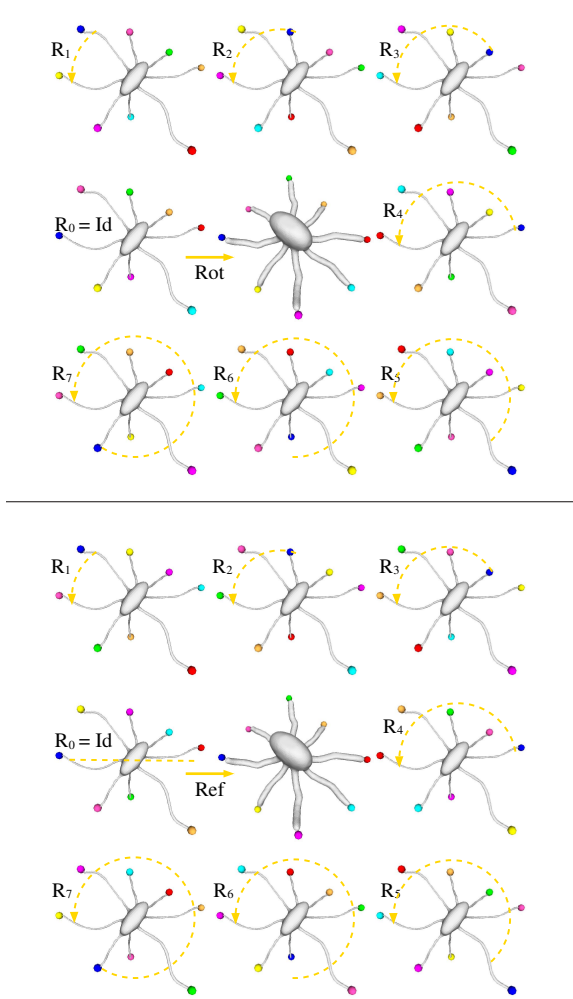 R₁
R₂
R₃
R₀ = Id
Rot
R₄
R₇
R₆
R₅
R₁
R₂
R₃
R₀ = Id
Ref
R₄
R₇
R₆
R₅